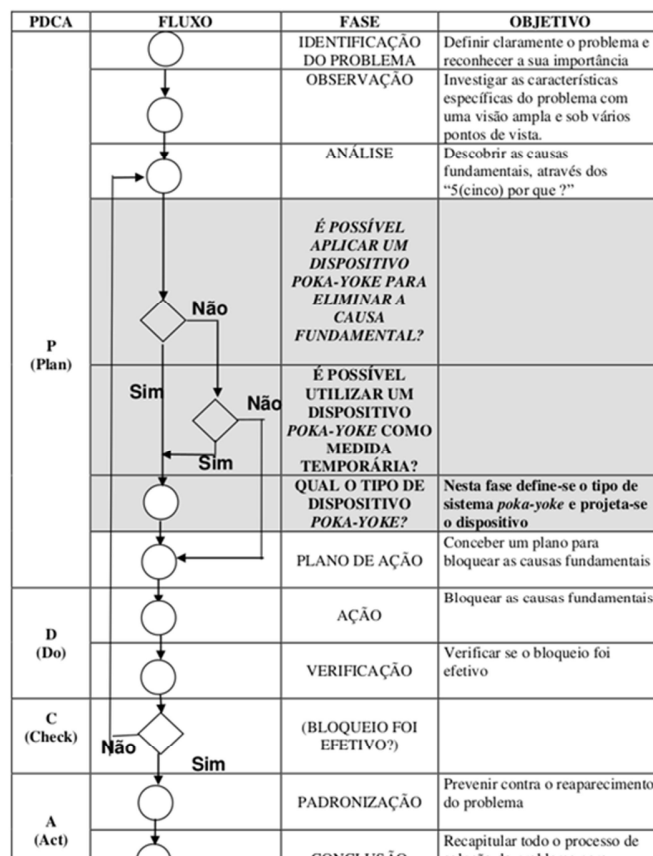 PDCA FLUXO FASE OBJETIVO
IDENTIFICAÇÃO
DO PROBLEMA
Definir claramente o problema e
reconhecer a sua importância
OBSERVAÇÃO
Investigar as características
específicas do problema com
uma visão ampla e sob vários
pontos de vista.
ANÁLISE
Descobrir as causas
fundamentais, através dos
“5(cinco) por que ?”
P
(Plan)
É POSSÍVEL
APLICAR UM
DISPOSITIVO
POKA-YOKE PARA
ELIMINAR A
CAUSA
FUNDAMENTAL?
Não
Sim
É POSSÍVEL
UTILIZAR UM
DISPOSITIVO
POKA-YOKE COMO
MEDIDA
TEMPORÁRIA?
Não
Sim
QUAL O TIPO DE
DISPOSITIVO
POKA-YOKE?
Nesta fase define-se o tipo de
sistema poka-yoke e projeta-se
o dispositivo
PLANO DE AÇÃO
Conceber um plano para
bloquear as causas fundamentais
D
(Do)
AÇÃO
Bloquear as causas fundamentais
VERIFICAÇÃO
Verificar se o bloqueio foi
efetivo
C
(Check)
Não
Sim
(BLOQUEIO FOI
EFETIVO?)
A
(Act)
PADRONIZAÇÃO
Prevenir contra o reaparecimento
do problema
Recapitular todo o processo de